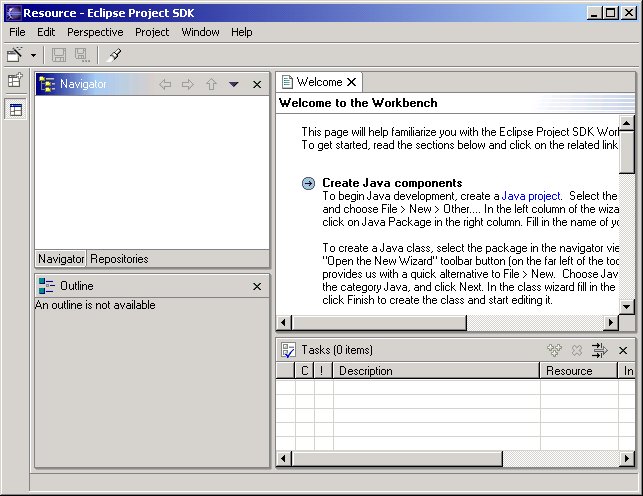 Resource - Eclipse Project SDK
File Edit Perspective Project Window Help
Navigator
Navigator Repositories
Outline
An outline is not available
Welcome
Welcome to the Workbench
This page will help familiarize you with the Eclipse Project SDK
To get started, read the sections below and click on the related
Create Java components
To begin Java development, create a Java project. Select the
and choose File > New > Other.... In the left column of the
click on Java Package in the right column. Fill in the name of
To create a Java class, select the package in the navigator
"Open the New Wizard" toolbar button (on the far left of the
provides us with a quick alternative to File > New. Choose
the category Java, and click Next. In the class wizard fill in the
click Finish to create the class and start editing it.
Tasks (0 items)
C ! Description Resource In